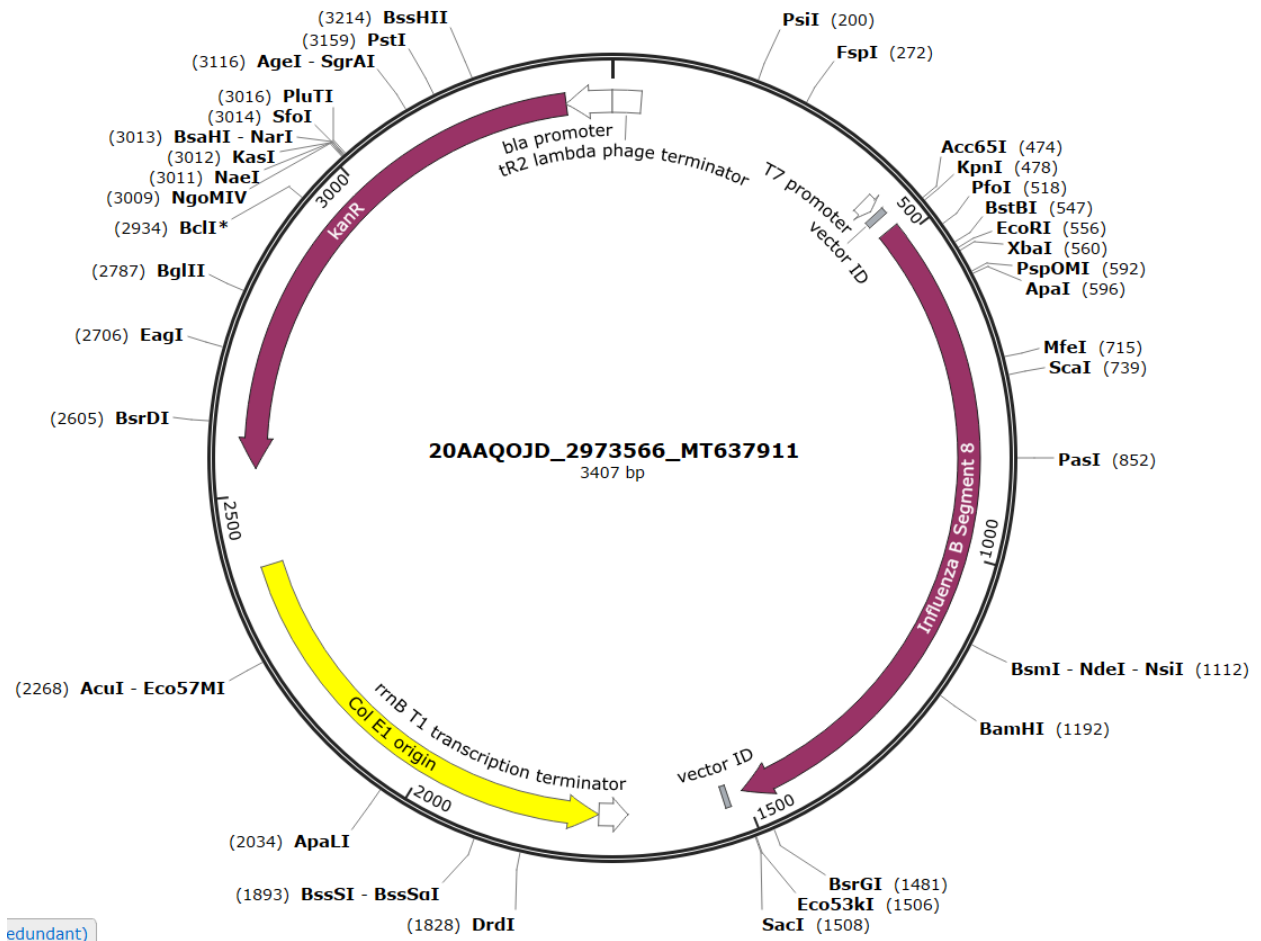 (3214) BssHII
(3159) PstI
(3116) AgeI - SgrAI
(3016) PluTI
(3014) SfoI
(3013) BsaHI - NarI
(3012) KasI
(3011) NaeI
(3009) NgoMIV
(2934) BclI*
(2787) BglII
(2706) EagI
(2605) BsrDI
(2268) AcuI - Eco57MI
(2034) ApaLI
(1893) BssSI - BssSαI
(1828) DrdI
PsiI (200)
FspI (272)
Acc65I (474)
KpnI (478)
PfoI (518)
BstBI (547)
EcoRI (556)
XbaI (560)
PspOMI (592)
ApaI (596)
MfeI (715)
ScaI (739)
PasI (852)
BsmI - NdeI - NsiI (1112)
BamHI (1192)
BsrGI (1481)
Eco53kI (1506)
SacI (1508)
bla promoter
tR2 lambda phage terminator
T7 promoter
vector ID
500
Influenza B Segment 8
1000
1500
vector ID
rrnB T1 transcription terminator
Col E1 origin
2000
2500
kanR
3000
20AAQOJD_2973566_MT637911
3407 bp
edundant)